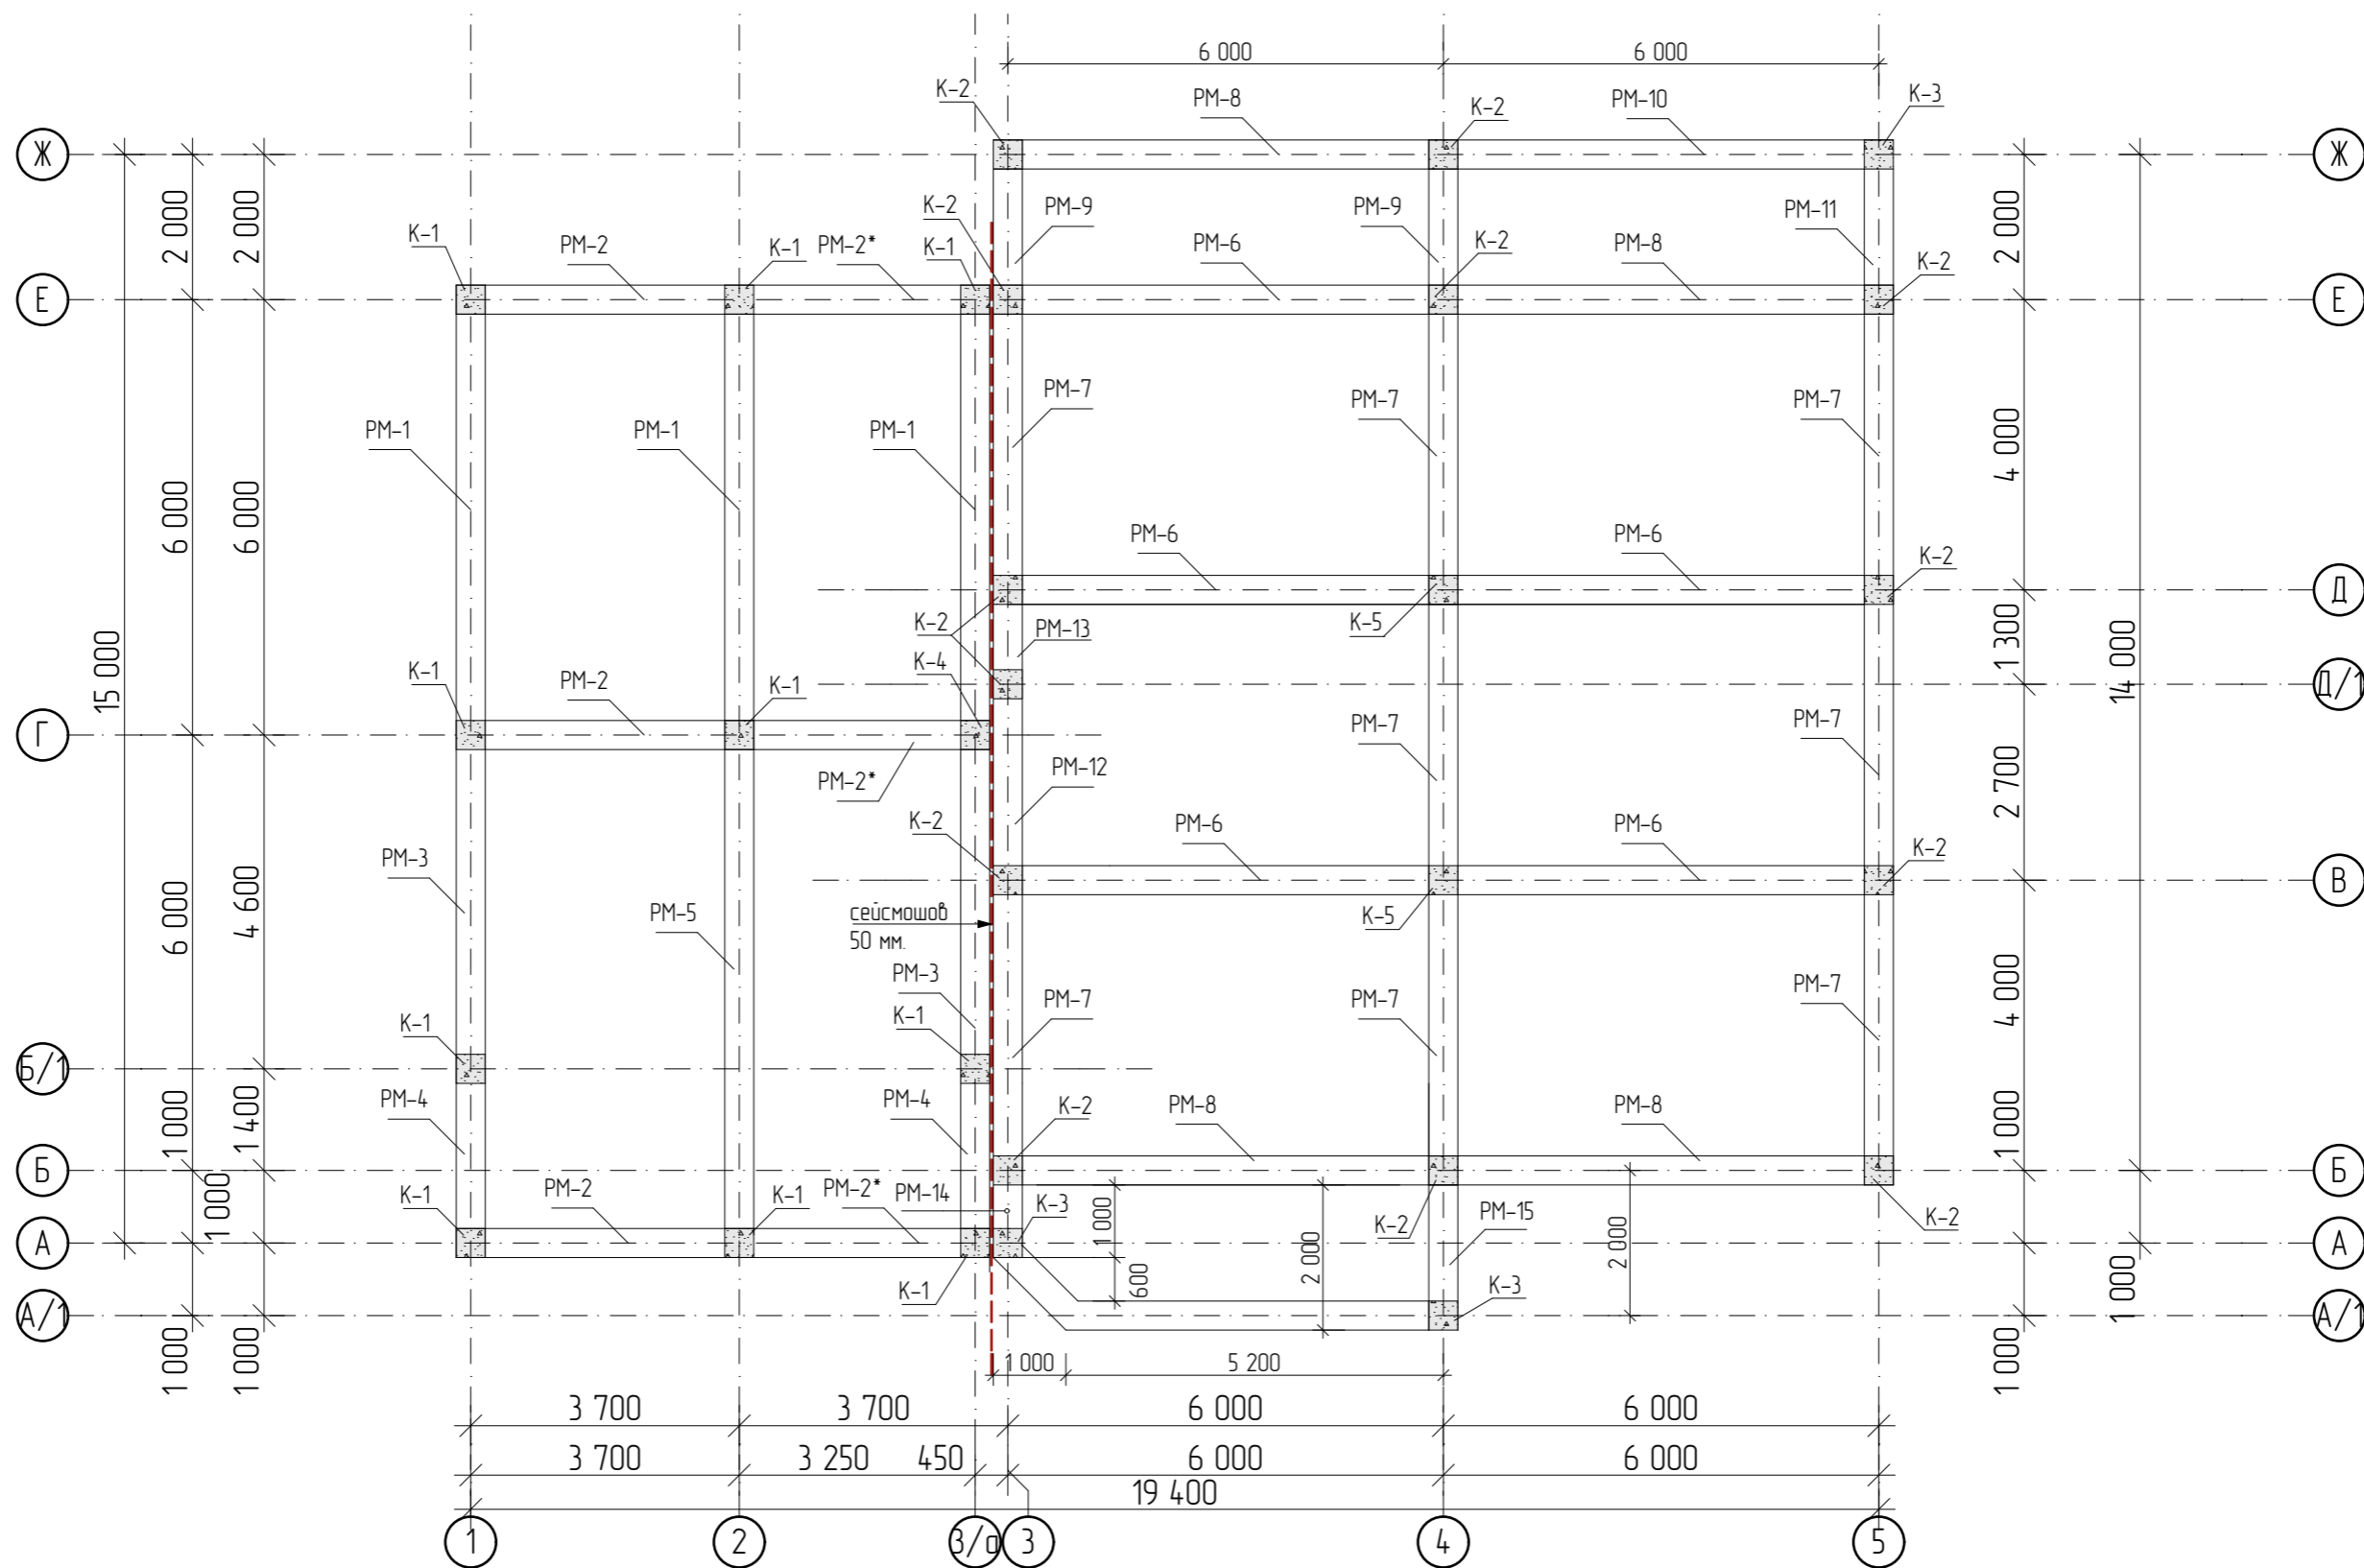 6 000
6 000
К-2
РМ-8
К-2
РМ-10
К-3
Ж
Ж
2 000
2 000
К-1
РМ-2
К-1
РМ-2*
К-2
К-1
РМ-9
РМ-6
РМ-9
К-2
РМ-8
РМ-11
К-2
2 000
Е
Е
РМ-1
РМ-1
РМ-1
РМ-7
РМ-7
РМ-7
4 000
6 000
6 000
РМ-6
РМ-6
К-2
Д
15 000
К-2
РМ-13
К-5
1 300
14 000
К-1
РМ-2
К-1
К-4
Д/1
Г
РМ-2*
РМ-12
РМ-7
РМ-7
2 700
К-2
РМ-6
РМ-6
К-2
РМ-3
6 000
4 600
В
РМ-5
сейсмошов
50 мм.
К-5
РМ-3
РМ-7
РМ-7
РМ-7
4 000
К-1
К-1
Б/1
РМ-4
РМ-4
К-2
РМ-8
РМ-8
1 000
1 400
1 000
Б
Б
1 000
К-1
РМ-2
К-1
РМ-2*
РМ-14
К-3
1 000
2 000
К-2
РМ-15
2 000
К-2
А
А
600
К-1
К-3
1 000
А/1
А/1
1 000
1 000
1 000
1 000
5 200
3 700
3 700
6 000
6 000
3 700
3 250
450
6 000
6 000
19 400
1
2
3/а
3
4
5